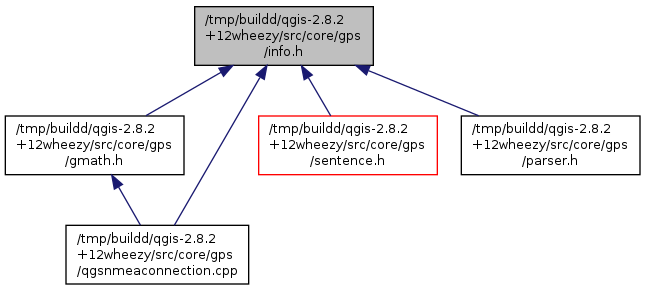 /tmp/buildd/qgis-2.8.2
+12wheezy/src/core/gps
/info.h
/tmp/buildd/qgis-2.8.2
+12wheezy/src/core/gps
/gmath.h
/tmp/buildd/qgis-2.8.2
+12wheezy/src/core/gps
/sentence.h
/tmp/buildd/qgis-2.8.2
+12wheezy/src/core/gps
/parser.h
/tmp/buildd/qgis-2.8.2
+12wheezy/src/core/gps
/qgsnmeaconnection.cpp